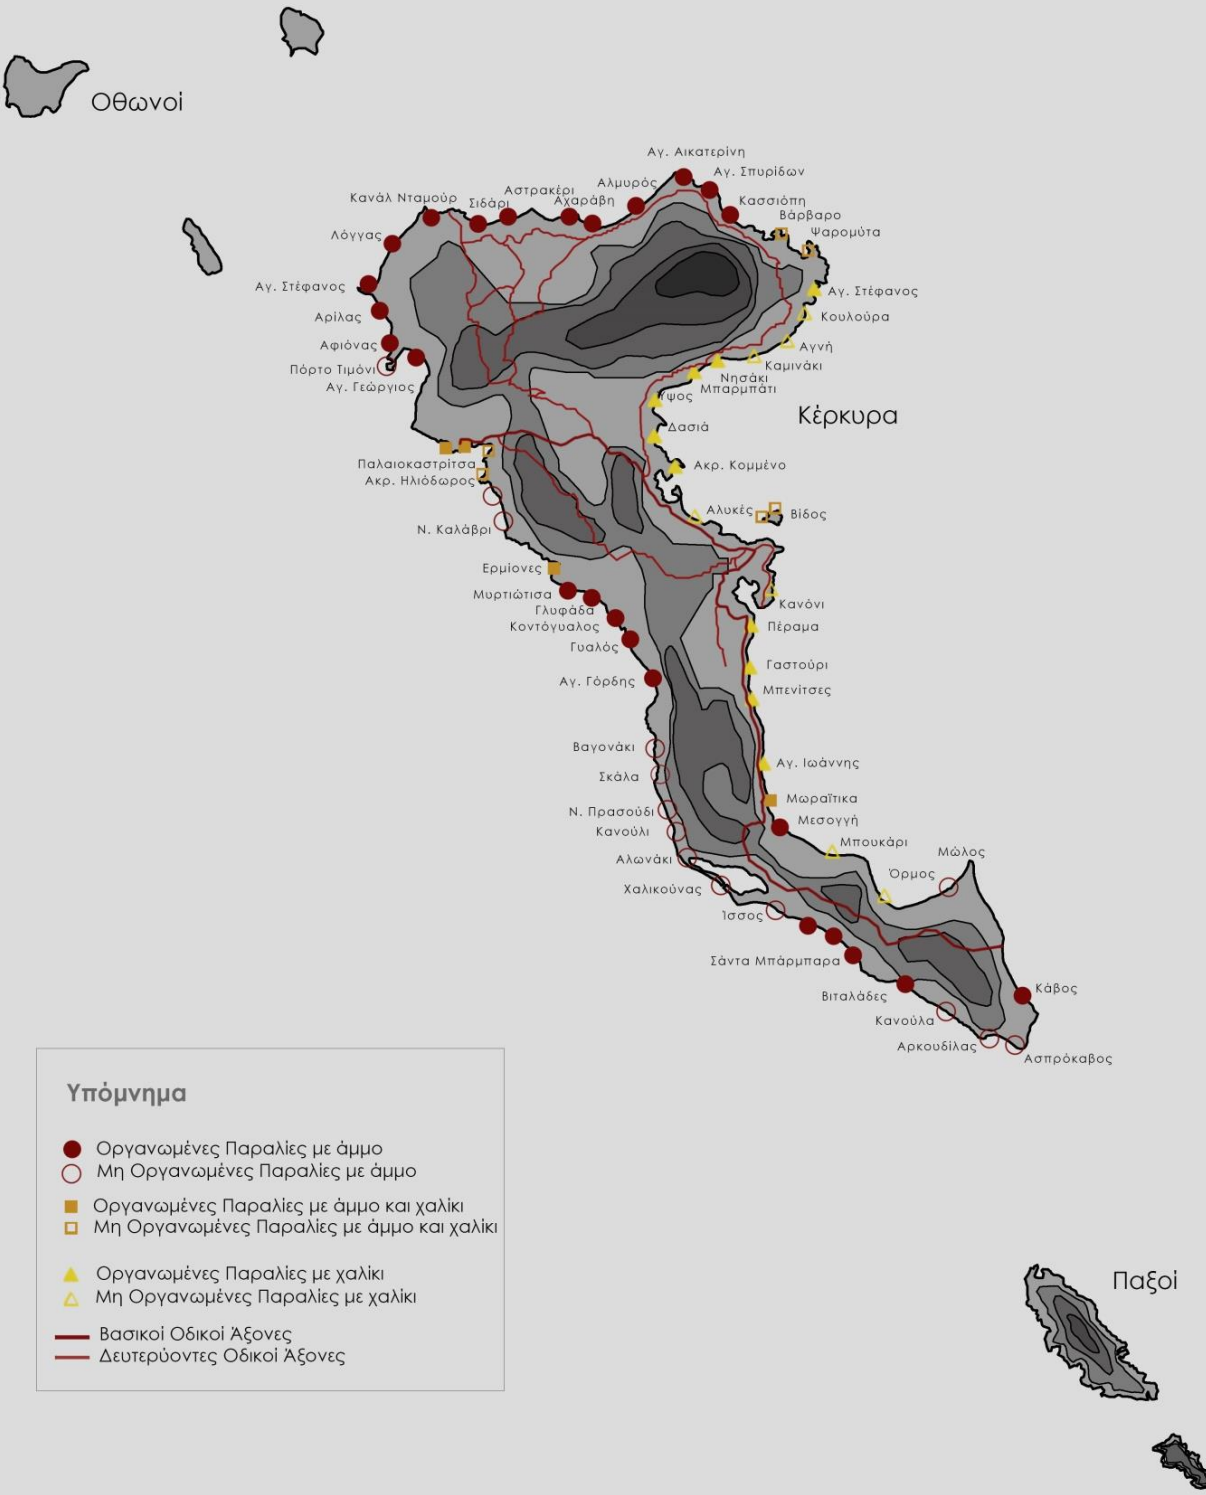 Οθωνοί
Αγ. Αικατερίνη
Αγ. Σπυρίδων
Αλμυρός
Αστρακέρι
Κανάλ Νταμούρ
Σιδάρι
Αχαράβη
Κασσιόπη
Βάρβαρο
Ψαρομύτα
Λόγγας
Αγ. Στέφανος
Αγ. Στέφανος
Αρίλας
Κουλούρα
Αφιόνας
Αγνή
Πόρτο Τιμόνι
Καμινάκι
Αγ. Γεώργιος
Νησάκι
Μπαρμπάτι
Ύψος
Κέρκυρα
Δασιά
Παλαιοκαστρίτσα
Ακρ. Κομμένο
Ακρ. Ηλιόδωρος
Αλυκές
Βίδος
Ν. Καλάβρι
Ερμίονες
Μυρτιώτισα
Κανόνι
Γλυφάδα
Κοντόγυαλος
Πέραμα
Γυαλός
Γαστούρι
Αγ. Γόρδης
Μπενίτσες
Βαγονάκι
Αγ. Ιωάννης
Σκάλα
Μωραΐτικα
Ν. Πρασούδι
Μεσογγή
Κανούλι
Μπουκάρι
Μώλος
Αλωνάκι
Όρμος
Χαλικούνας
Ίσσος
Σάντα Μπάρμπαρα
Κάβος
Βιταλάδες
Κανούλα
Αρκουδίλας
Ασπρόκαβος
Υπόμνημα
Οργανωμένες Παραλίες με άμμο
Μη Οργανωμένες Παραλίες με άμμο
Οργανωμένες Παραλίες με άμμο και χαλίκι
Μη Οργανωμένες Παραλίες με άμμο και χαλίκι
Οργανωμένες Παραλίες με χαλίκι
Μη Οργανωμένες Παραλίες με χαλίκι
Βασικοί Οδικοί Άξονες
Δευτερύοντες Οδικοί Άξονες
Παξοί